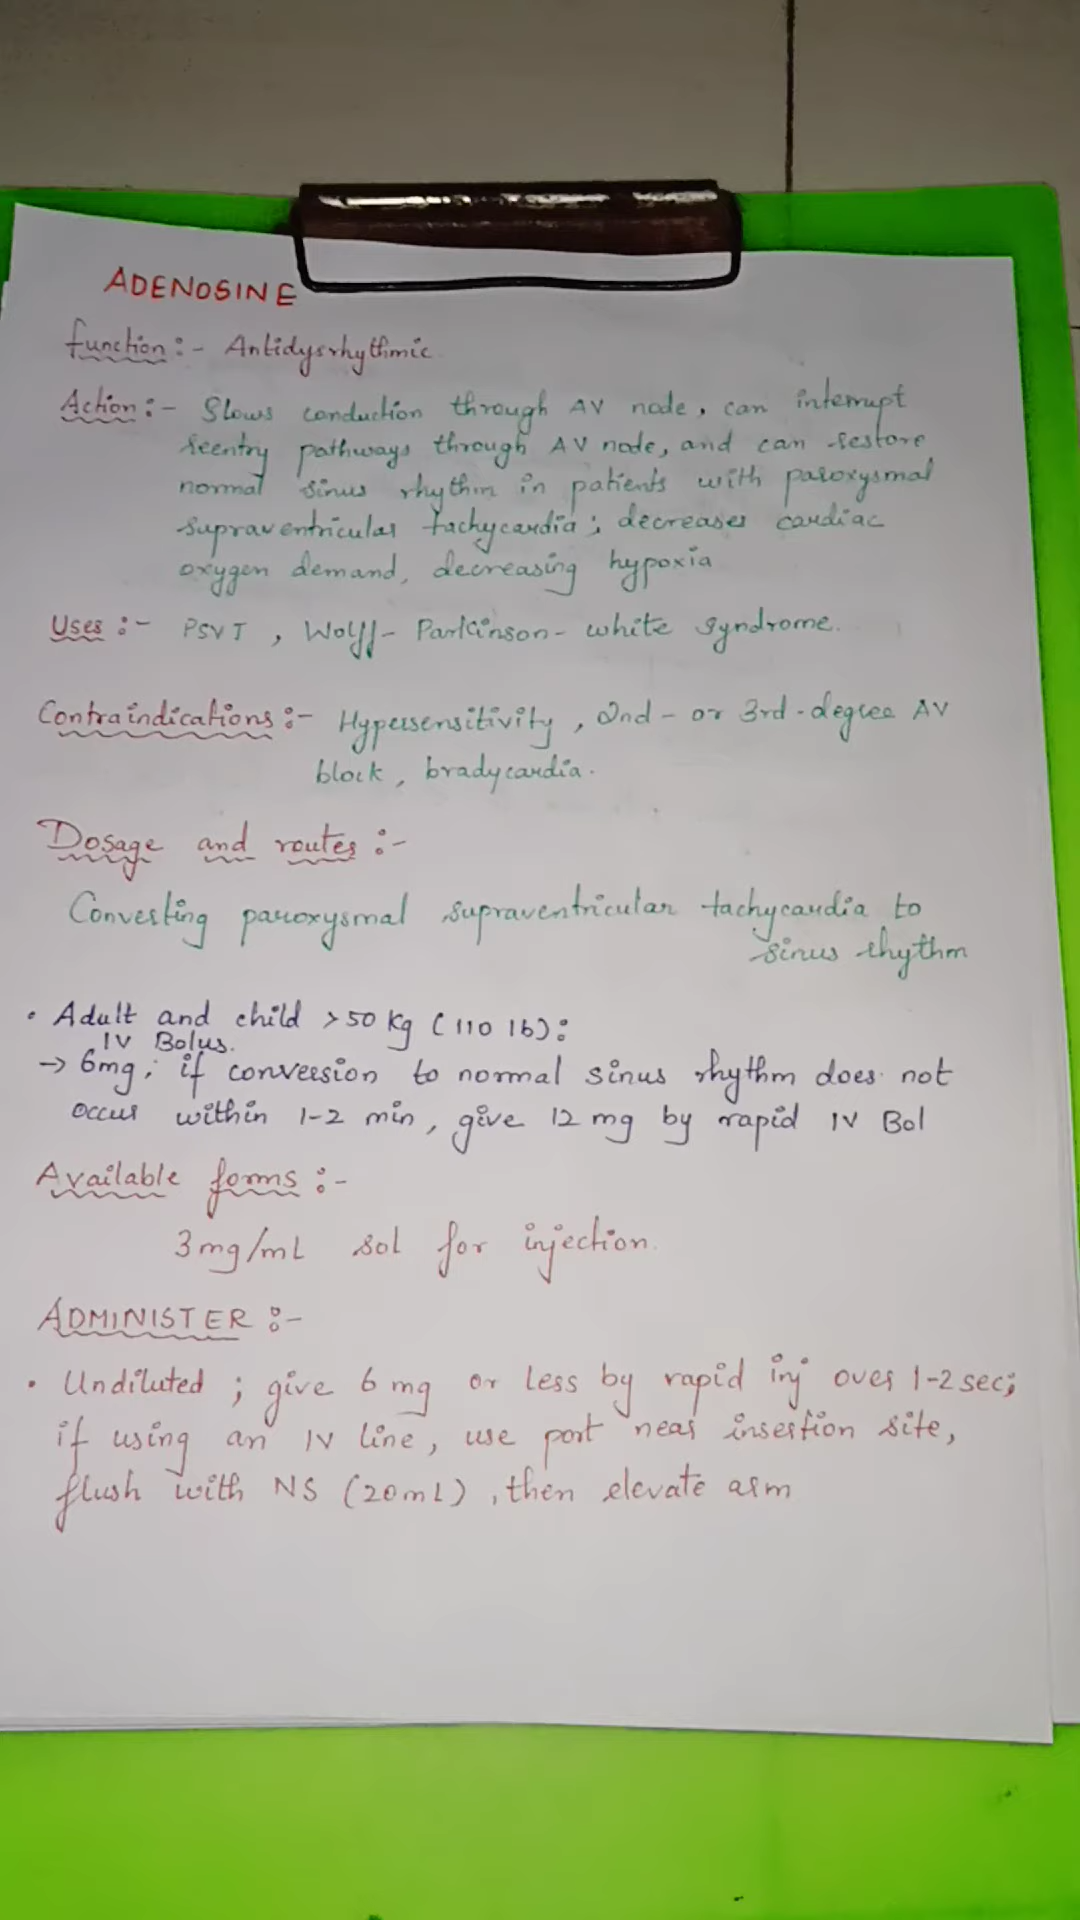 ADENOSINE
Function:- Antidysrhythmic
Action:- Slows conduction through AV node, can interrupt
reentry pathways through AV node, and can restore
normal sinus rhythm in patients with paroxysmal
supraventricular tachycardia; decreases cardiac
oxygen demand, decreasing hypoxia
Uses:- PSVT, Wolff-Parkinson-white syndrome.
Contraindications:- Hypersensitivity, 2nd- or 3rd-degree AV
block, bradycardia.
Dosage and routes:-
Converting paroxysmal supraventricular tachycardia to
sinus rhythm
• Adult and child >50 kg (110 lb):
IV Bolus.
→ 6mg; if conversion to normal sinus rhythm does not
occur within 1-2 min, give 12 mg by rapid IV Bol
Available forms:-
3mg/mL sol for injection.
ADMINISTER:-
• Undiluted; give 6 mg or less by rapid inj over 1-2 sec;
if using an IV line, use port near insertion site,
flush with NS (20mL), then elevate arm